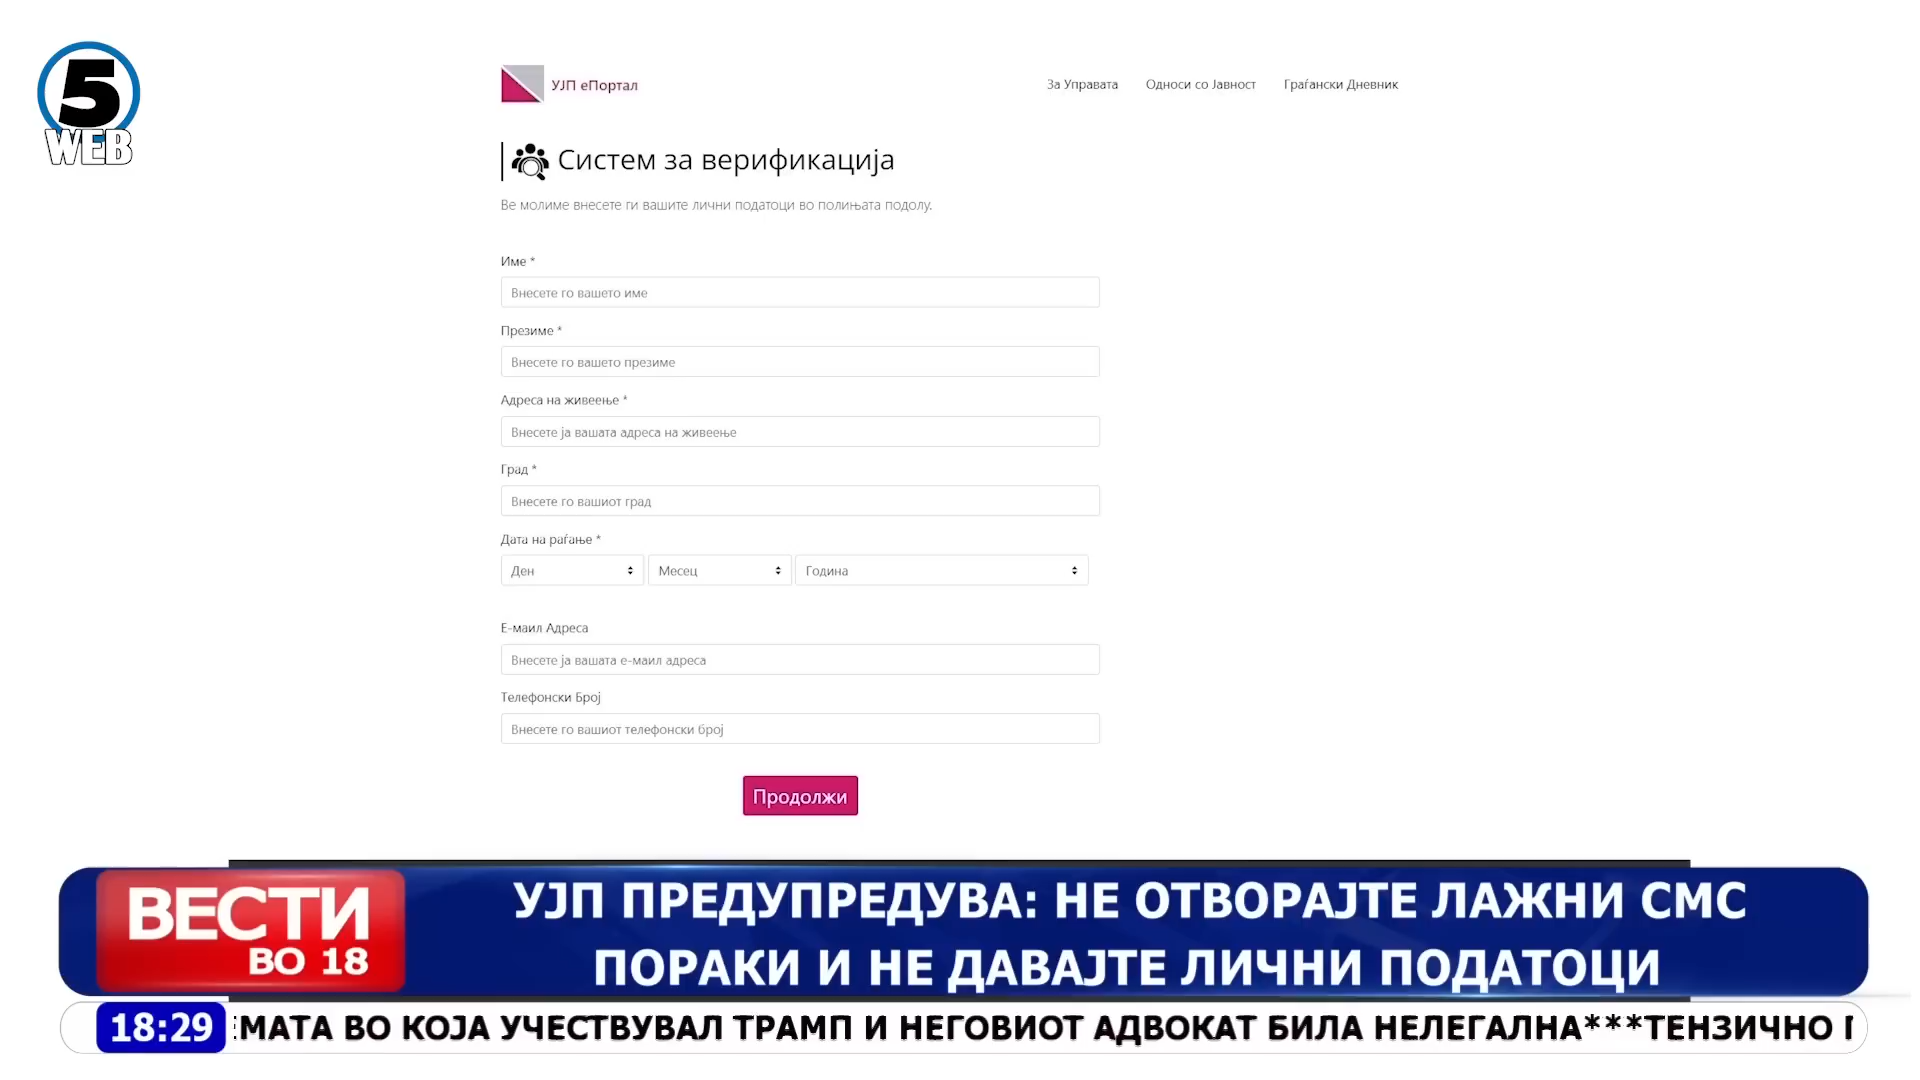 5
WEB
УЈП еПортал
За Управата
Односи со Јавност
Граѓански Дневник
Систем за верификација
Ве молиме внесете ги вашите лични податоци во полињата подолу.
Име *
Внесете го вашето име
Презиме *
Внесете го вашето презиме
Адреса на живеење *
Внесете ја вашата адреса на живеење
Град *
Внесете го вашиот град
Дата на раѓање *
Ден
Месец
Година
Е-маил Адреса
Внесете ја вашата е-маил адреса
Телефонски Број
Внесете го вашиот телефонски број
Продолжи
ВЕСТИ
ВО 18
УЈП ПРЕДУПРЕДУВА: НЕ ОТВОРАЈТЕ ЛАЖНИ СМС
ПОРАКИ И НЕ ДАВАЈТЕ ЛИЧНИ ПОДАТОЦИ
18:29
МАТА ВО КОЈА УЧЕСТВУВАЛ ТРАМП И НЕГОВИОТ АДВОКАТ БИЛА НЕЛЕГАЛНА***ТЕНЗИЧНО